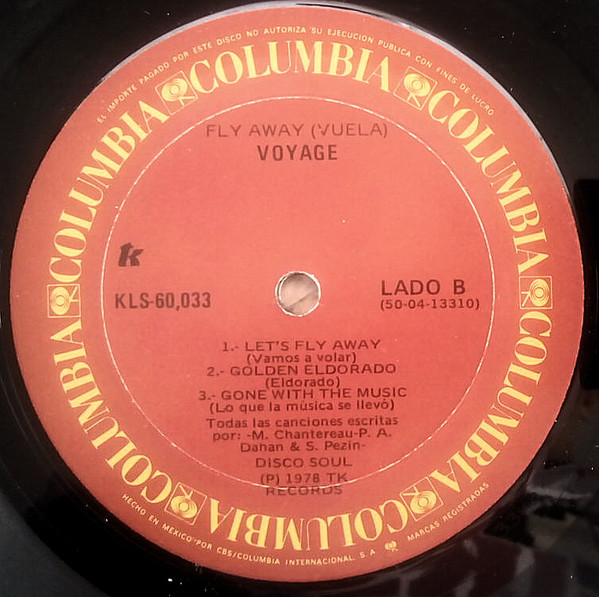 EL IMPORTE PAGADO POR ESTE DISCO NO AUTORIZA SU EJECUCION PUBLICA CON FINES DE LUCRO
COLUMBIA COLUMBIA COLUMBIA COLUMBIA COLUMBIA COLUMBIA COLUMBIA COLUMBIA
FLY AWAY (VUELA)
VOYAGE
k
KLS-60,033
LADO B
(50-04-13310)
1.- LET'S FLY AWAY
(Vamos a volar)
2.- GOLDEN ELDORADO
(Eldorado)
3.- GONE WITH THE MUSIC
(Lo que la música se llevó)
Todas las canciones escritas
por: -M. Chantereau-P. A.
Dahan & S. Pezin-
DISCO SOUL
(P) 1978 TK
RECORDS
HECHO EN MEXICO POR CBS/COLUMBIA INTERNACIONAL, S.A. MARCAS REGISTRADAS